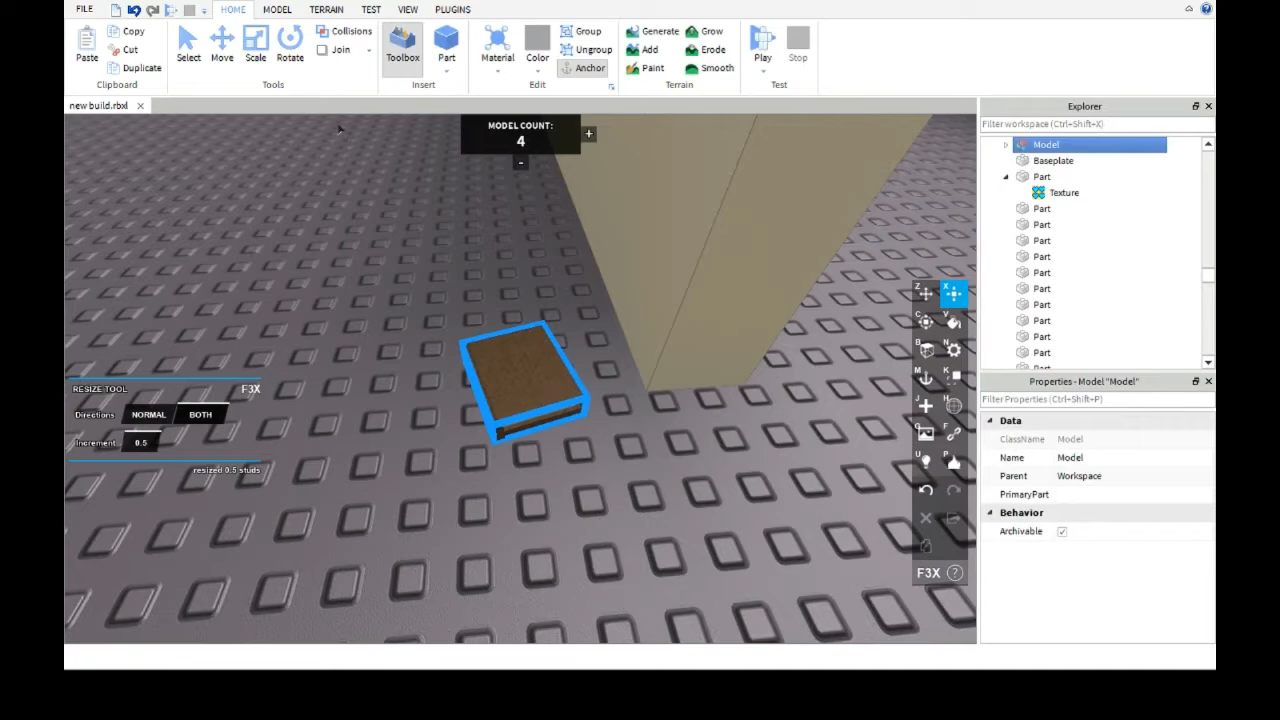 FILE HOME MODEL TERRAIN TEST VIEW PLUGINS
Copy Collisions Group Generate Grow
Cut Join Ungroup Add Erode
Paste Duplicate Select Move Scale Rotate Toolbox Part Material Color Anchor Paint Smooth Play Stop
Clipboard Tools Insert Edit Terrain Test
new build.rbxl
MODEL COUNT:
4
+
-
RESIZE TOOL F3X
Directions NORMAL BOTH
Increment 0.5
resized 0.5 studs
Z X
C V
B N
M K
J H
G F
U P
F3X ?
Explorer
Filter workspace (Ctrl+Shift+X)
Model
Baseplate
Part
Texture
Part
Part
Part
Part
Part
Part
Part
Part
Part
Part
Properties - Model "Model"
Filter Properties (Ctrl+Shift+P)
Data
ClassName Model
Name Model
Parent Workspace
PrimaryPart
Behavior
Archivable